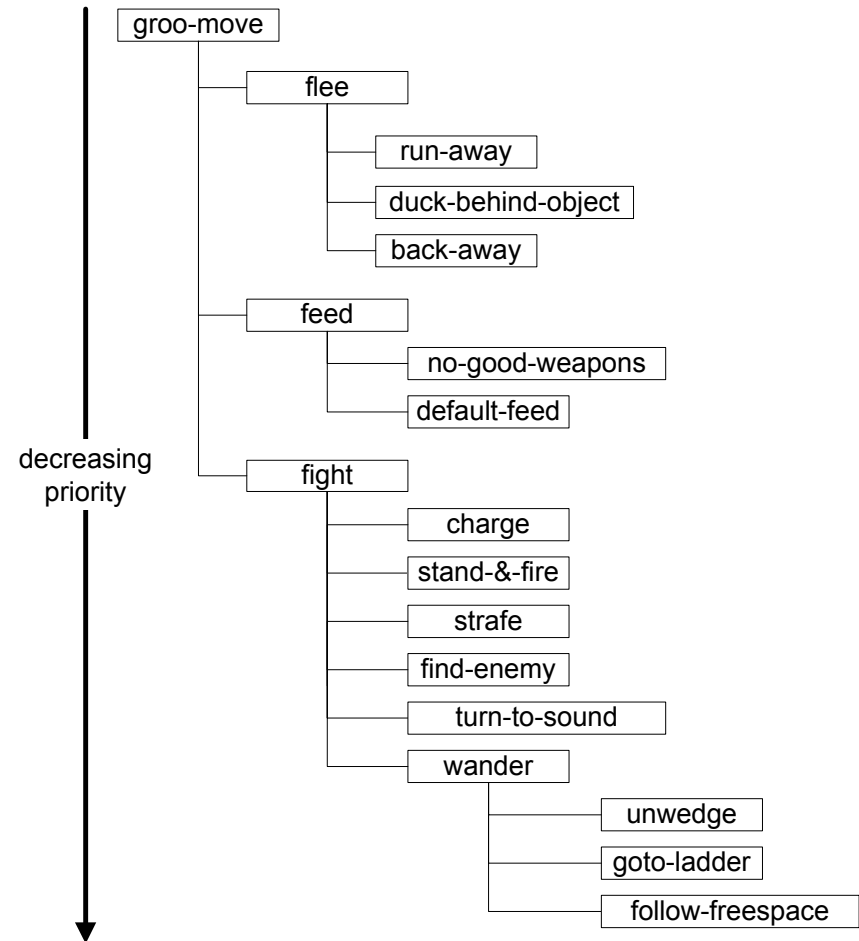 groo-move
flee
run-away
duck-behind-object
back-away
feed
no-good-weapons
default-feed
decreasing
priority
fight
charge
stand-&-fire
strafe
find-enemy
turn-to-sound
wander
unwedge
goto-ladder
follow-freespace